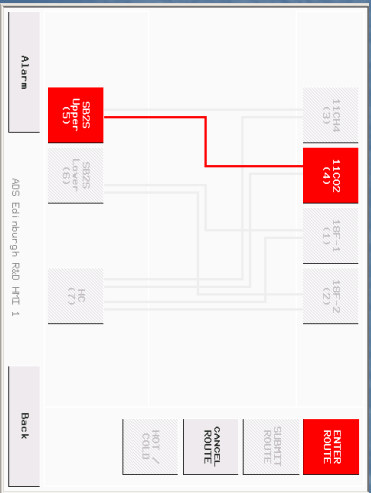 11CH4
(3)
11CO2
(4)
18F-1
(1)
18F-2
(2)
ENTER
ROUTE
SUBMIT
ROUTE
CANCEL
ROUTE
HOT /
COLD
SB2S
Upper
(5)
SB2S
Lower
(6)
HC
(7)
Alarm
ADS Edinburgh R&D HMI 1
Back